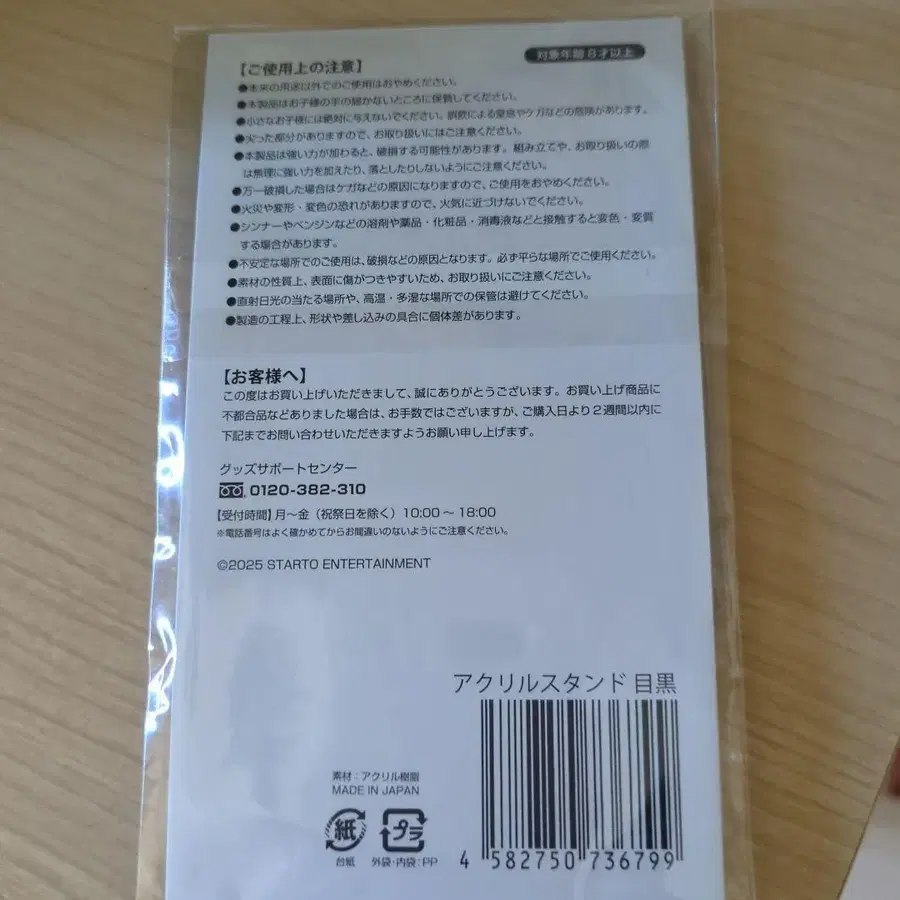 対象年齢8才以上
【ご使用上の注意】
●本来の用途以外でのご使用はおやめください。
●本製品はお子様の手の届かないところに保管してください。
●小さなお子様には絶対に与えないでください。誤飲による窒息やケガなどの危険があります。
●尖った部分がありますので、お取り扱いにはご注意ください。
●本製品は強い力が加わると、破損する可能性があります。組み立てや、お取り扱いの際
は無理に強い力を加えたり、落としたりしないようにご注意ください。
●万一破損した場合はケガなどの原因になりますので、ご使用をおやめください。
●火災や変形・変色の恐れがありますので、火気に近づけないでください。
●シンナーやベンジンなどの溶剤や薬品・化粧品・消毒液などと接触すると変色・変質
する場合があります。
●不安定な場所でのご使用は、破損などの原因となります。必ず平らな場所でご使用ください。
●素材の性質上、表面に傷がつきやすいため、お取り扱いにご注意ください。
●直射日光の当たる場所や、高温・多湿な場所での保管は避けてください。
●製造の工程上、形状や差し込みの具合に個体差があります。
【お客様へ】
この度はお買い上げいただきまして、誠にありがとうございます。お買い上げ商品に
不都合品などありました場合は、お手数ではございますが、ご購入日より2週間以内に
下記までお問い合わせいただきますようお願い申し上げます。
グッズサポートセンター
0120-382-310
【受付時間】月〜金（祝祭日を除く）10:00〜18:00
※電話番号はよく確かめてからお間違いのないようにご注意ください。
©2025 STARTO ENTERTAINMENT
アクリルスタンド 目黒
素材：アクリル樹脂
MADE IN JAPAN
紙
台紙
プラ
外袋・内袋：PP
4 582750 736799